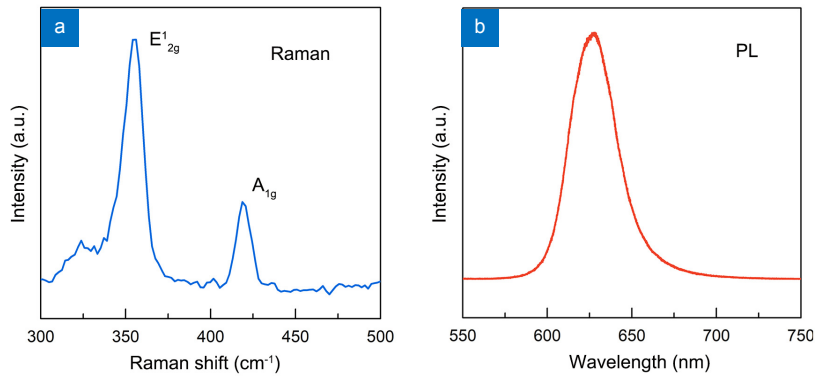 a
E¹₂g
Raman
A₁g
Intensity (a.u.)
300 350 400 450 500
Raman shift (cm⁻¹)
b
PL
Intensity (a.u.)
550 600 650 700 750
Wavelength (nm)